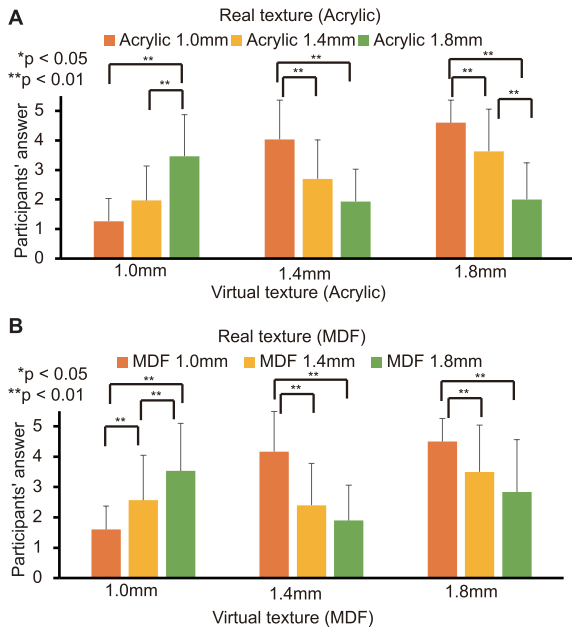 A
Real texture (Acrylic)
Acrylic 1.0mm Acrylic 1.4mm Acrylic 1.8mm
*p < 0.05
**p < 0.01
** ** ** ** ** ** **
Participants' answer
5
4
3
2
1
0
1.0mm 1.4mm 1.8mm
Virtual texture (Acrylic)
B
Real texture (MDF)
MDF 1.0mm MDF 1.4mm MDF 1.8mm
*p < 0.05
**p < 0.01
** ** ** ** ** ** **
Participants' answer
5
4
3
2
1
0
1.0mm 1.4mm 1.8mm
Virtual texture (MDF)